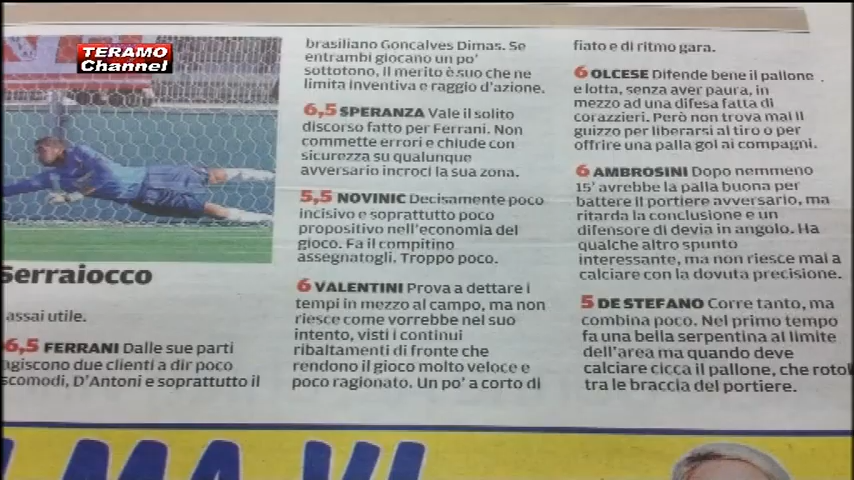 TERAMO
Channel
Serraiocco
assai utile.
6,5 FERRANI Dalle sue parti
agiscono due clienti a dir poco
scomodi, D'Antoni e soprattutto il
brasiliano Goncalves Dimas. Se
entrambi giocano un po'
sottotono, il merito è suo che ne
limita inventiva e raggio d'azione.
6,5 SPERANZA Vale il solito
discorso fatto per Ferrani. Non
commette errori e chiude con
sicurezza su qualunque
avversario incroci la sua zona.
5,5 NOVINIC Decisamente poco
incisivo e soprattutto poco
propositivo nell'economia del
gioco. Fa il compitino
assegnatogli. Troppo poco.
6 VALENTINI Prova a dettare i
tempi in mezzo al campo, ma non
riesce come vorrebbe nel suo
intento, visti i continui
ribaltamenti di fronte che
rendono il gioco molto veloce e
poco ragionato. Un po' a corto di
fiato e di ritmo gara.
6 OLCESE Difende bene il pallone
e lotta, senza aver paura, in
mezzo ad una difesa fatta di
corazzieri. Però non trova mai il
guizzo per liberarsi al tiro o per
offrire una palla gol ai compagni.
6 AMBROSINI Dopo nemmeno
15' avrebbe la palla buona per
battere il portiere avversario, ma
ritarda la conclusione e un
difensore di devia in angolo. Ha
qualche altro spunto
interessante, ma non riesce mai a
calciare con la dovuta precisione.
5 DE STEFANO Corre tanto, ma
combina poco. Nel primo tempo
fa una bella serpentina al limite
dell'area ma quando deve
calciare cicca il pallone, che rotol
tra le braccia del portiere.
MA VI